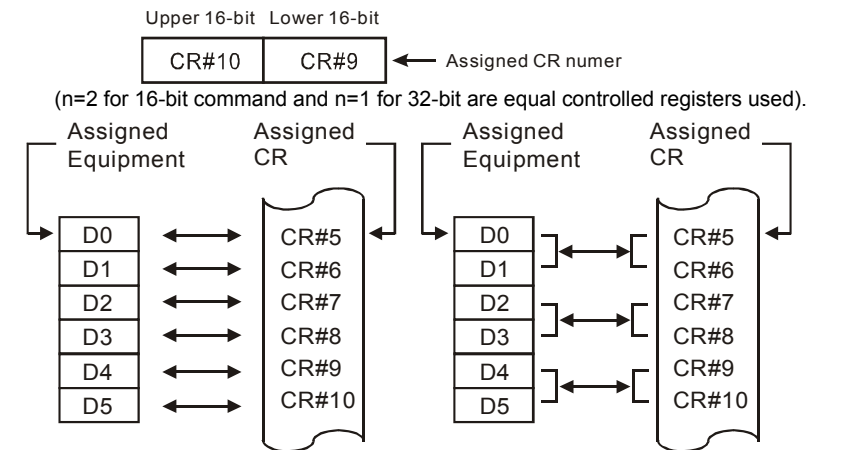 Upper 16-bit Lower 16-bit
CR#10 CR#9 Assigned CR numer
(n=2 for 16-bit command and n=1 for 32-bit are equal controlled registers used).
Assigned Equipment Assigned CR Assigned Equipment Assigned CR
D0 CR#5 D0 CR#5
D1 CR#6 D1 CR#6
D2 CR#7 D2 CR#7
D3 CR#8 D3 CR#8
D4 CR#9 D4 CR#9
D5 CR#10 D5 CR#10